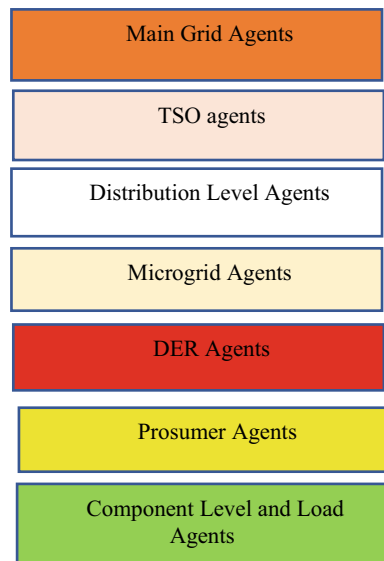 Main Grid Agents
TSO agents
Distribution Level Agents
Microgrid Agents
DER Agents
Prosumer Agents
Component Level and Load
Agents